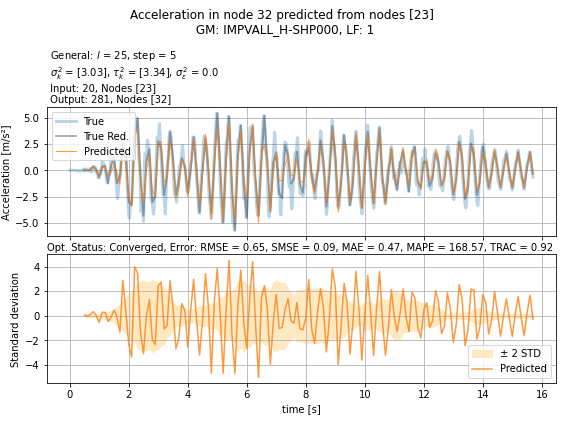 Acceleration in node 32 predicted from nodes [23]
GM: IMPVALL_H-SHP000, LF: 1
General: l = 25, step = 5
σ²ₖ = [3.03], τ²ₖ = [3.34], σ²ε = 0.0
Input: 20, Nodes [23]
Output: 281, Nodes [32]
Acceleration [m/s²]
5.0
2.5
0.0
−2.5
−5.0
True
True Red.
Predicted
Opt. Status: Converged, Error: RMSE = 0.65, SMSE = 0.09, MAE = 0.47, MAPE = 168.57, TRAC = 0.92
Standard deviation
4
2
0
−2
−4
± 2 STD
Predicted
0 2 4 6 8 10 12 14 16
time [s]